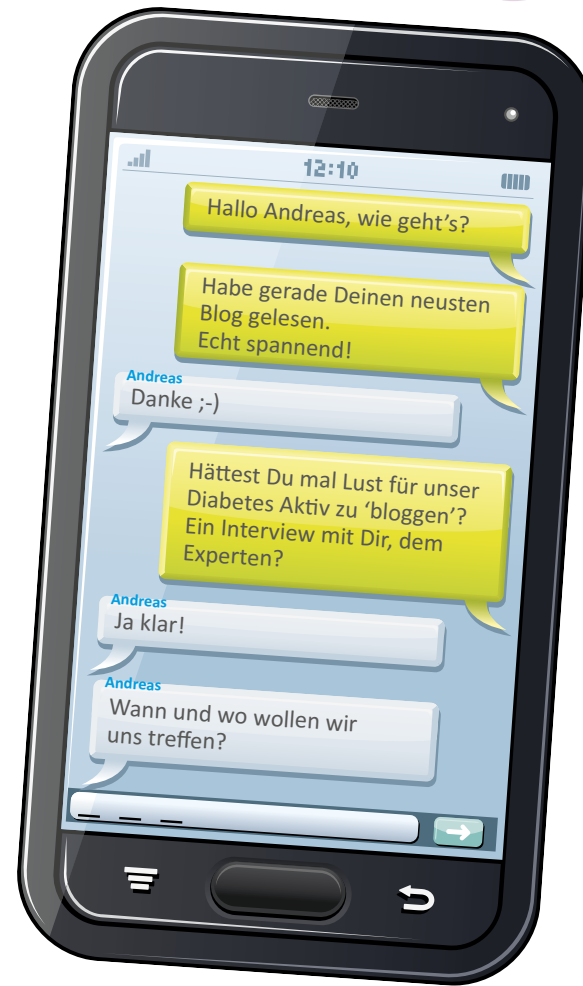 12:10
Hallo Andreas, wie geht's?
Habe gerade Deinen neusten
Blog gelesen.
Echt spannend!
Andreas
Danke ;-)
Hättest Du mal Lust für unser
Diabetes Aktiv zu ‘bloggen’?
Ein Interview mit Dir, dem
Experten?
Andreas
Ja klar!
Andreas
Wann und wo wollen wir
uns treffen?
_ _ _